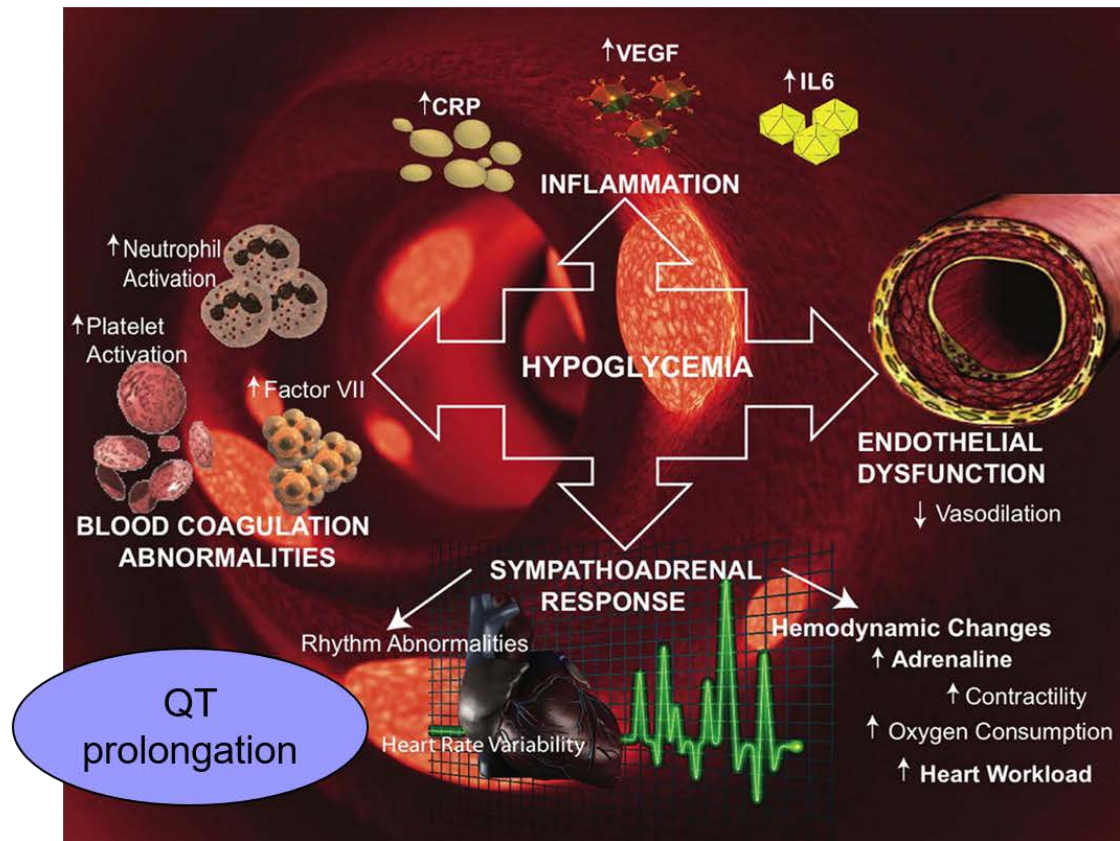 ↑VEGF
↑IL6
↑CRP
INFLAMMATION
↑Neutrophil
Activation
↑Platelet
Activation
↑Factor VII
BLOOD COAGULATION
ABNORMALITIES
HYPOGLYCEMIA
ENDOTHELIAL
DYSFUNCTION
↓ Vasodilation
SYMPATHOADRENAL
RESPONSE
Rhythm Abnormalities
Heart Rate Variability
QT
prolongation
Hemodynamic Changes
↑ Adrenaline
↑ Contractility
↑ Oxygen Consumption
↑ Heart Workload